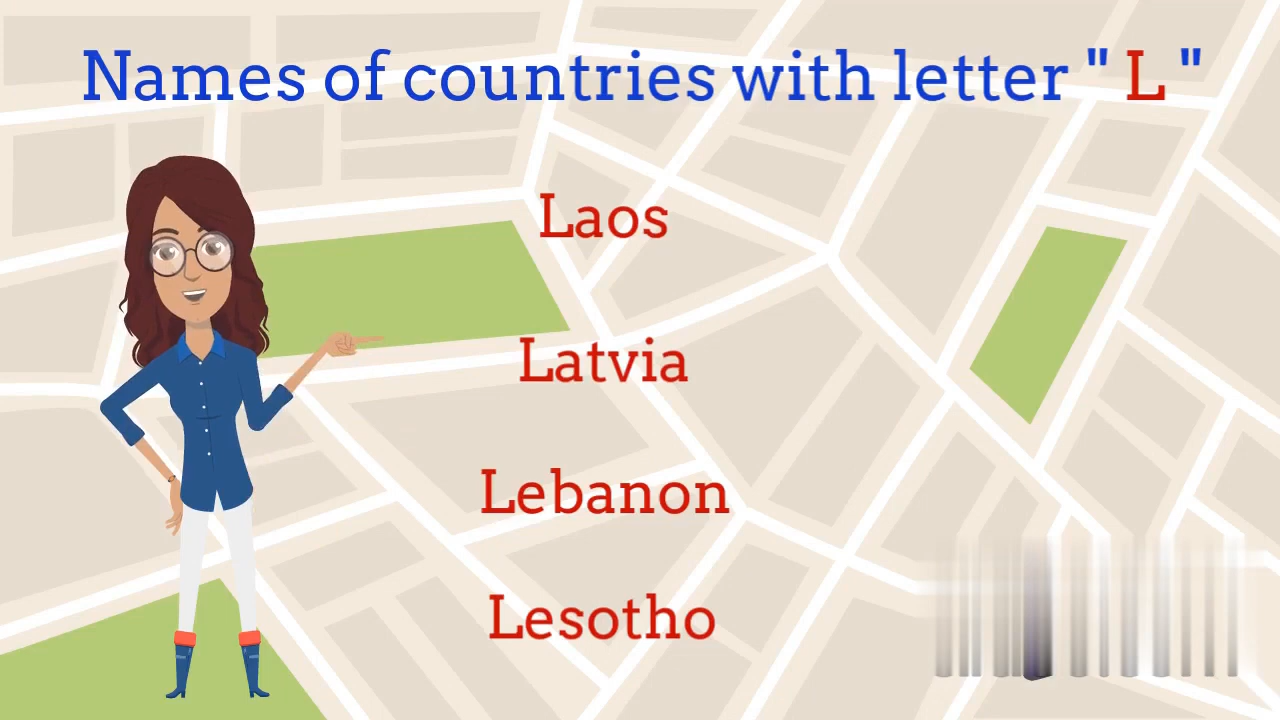 Names of countries with letter " L "
Laos
Latvia
Lebanon
Lesotho